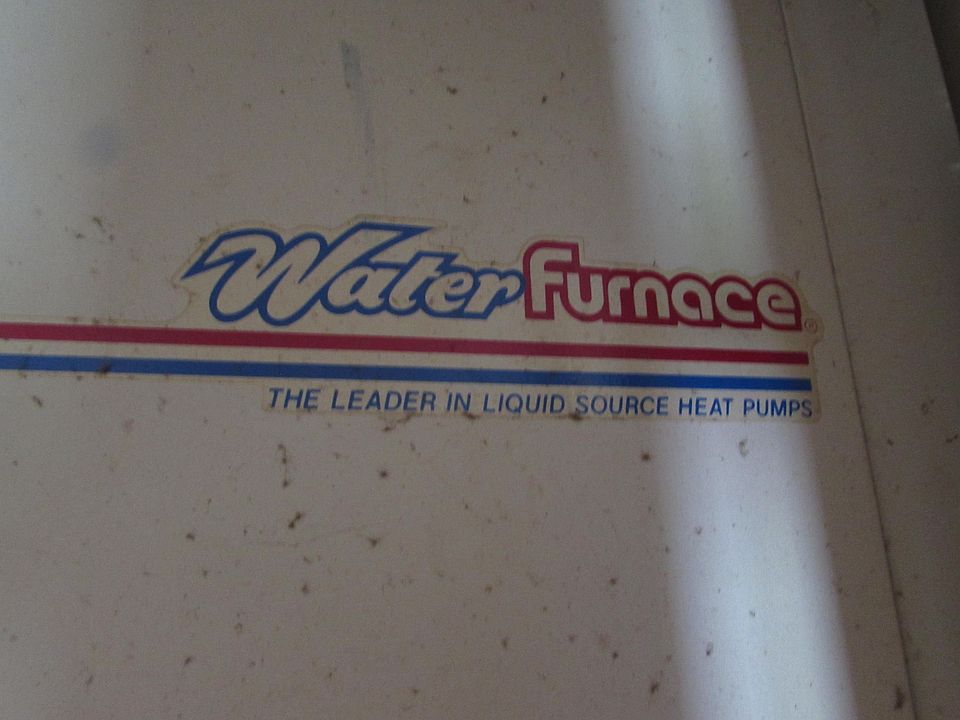 WaterFurnace®
THE LEADER IN LIQUID SOURCE HEAT PUMPS